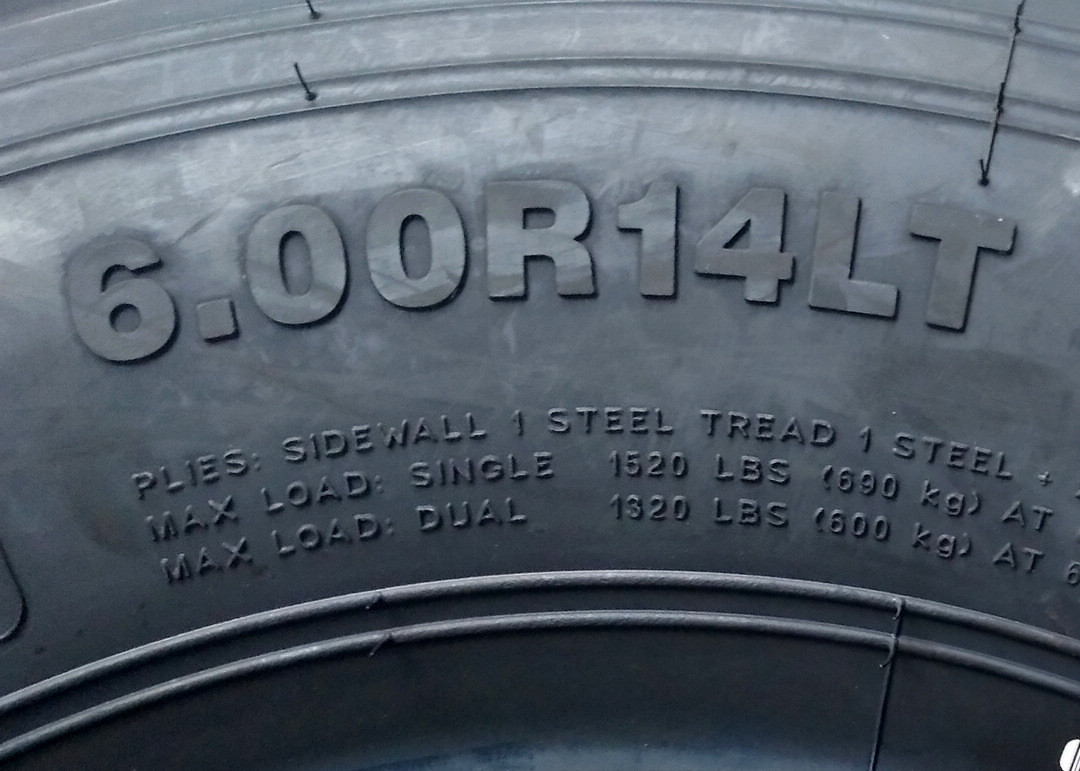 6.00R14LT
PLIES: SIDEWALL 1 STEEL TREAD 1 STEEL +
MAX LOAD: SINGLE 1520 LBS (690 kg) AT
MAX LOAD: DUAL 1320 LBS (600 kg) AT 6